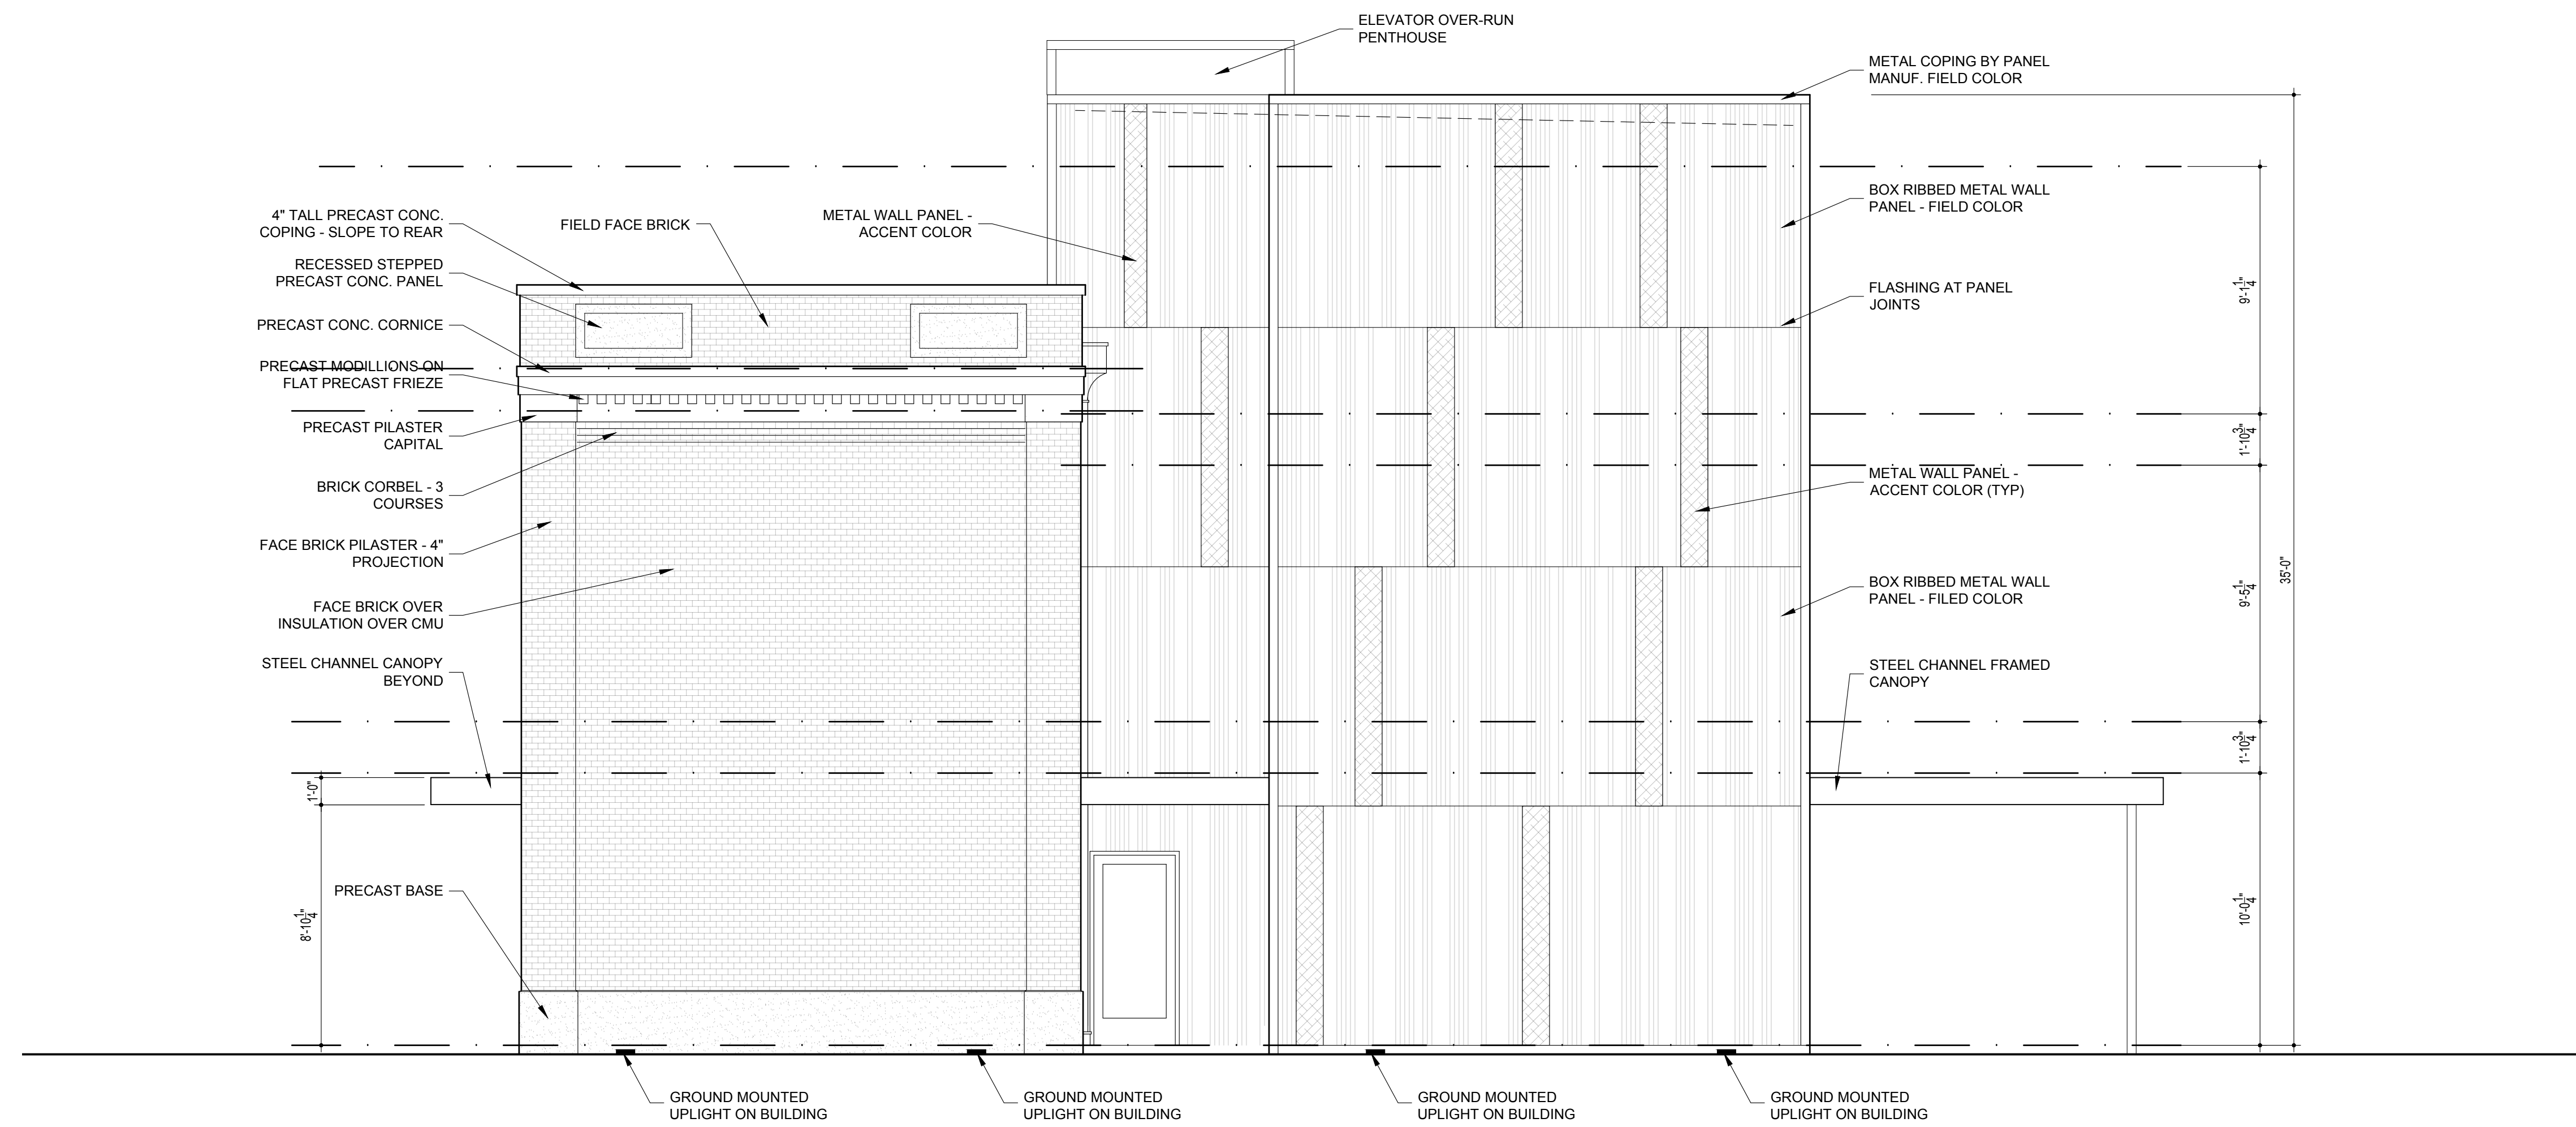 ELEVATOR OVER-RUN
PENTHOUSE
METAL COPING BY PANEL
MANUF. FIELD COLOR
4" TALL PRECAST CONC.
COPING - SLOPE TO REAR
FIELD FACE BRICK
METAL WALL PANEL -
ACCENT COLOR
BOX RIBBED METAL WALL
PANEL - FIELD COLOR
RECESSED STEPPED
PRECAST CONC. PANEL
FLASHING AT PANEL
JOINTS
9'-1 1/4"
PRECAST CONC. CORNICE
PRECAST MODILLIONS ON
FLAT PRECAST FRIEZE
PRECAST PILASTER
CAPITAL
1'-10 3/4"
BRICK CORBEL - 3
COURSES
METAL WALL PANEL -
ACCENT COLOR (TYP)
FACE BRICK PILASTER - 4"
PROJECTION
35'-0"
9'-5 1/4"
FACE BRICK OVER
INSULATION OVER CMU
BOX RIBBED METAL WALL
PANEL - FILED COLOR
STEEL CHANNEL CANOPY
BEYOND
STEEL CHANNEL FRAMED
CANOPY
1'-10 3/4"
1'-0"
PRECAST BASE
8'-10 1/4"
10'-0 1/4"
GROUND MOUNTED
UPLIGHT ON BUILDING
GROUND MOUNTED
UPLIGHT ON BUILDING
GROUND MOUNTED
UPLIGHT ON BUILDING
GROUND MOUNTED
UPLIGHT ON BUILDING